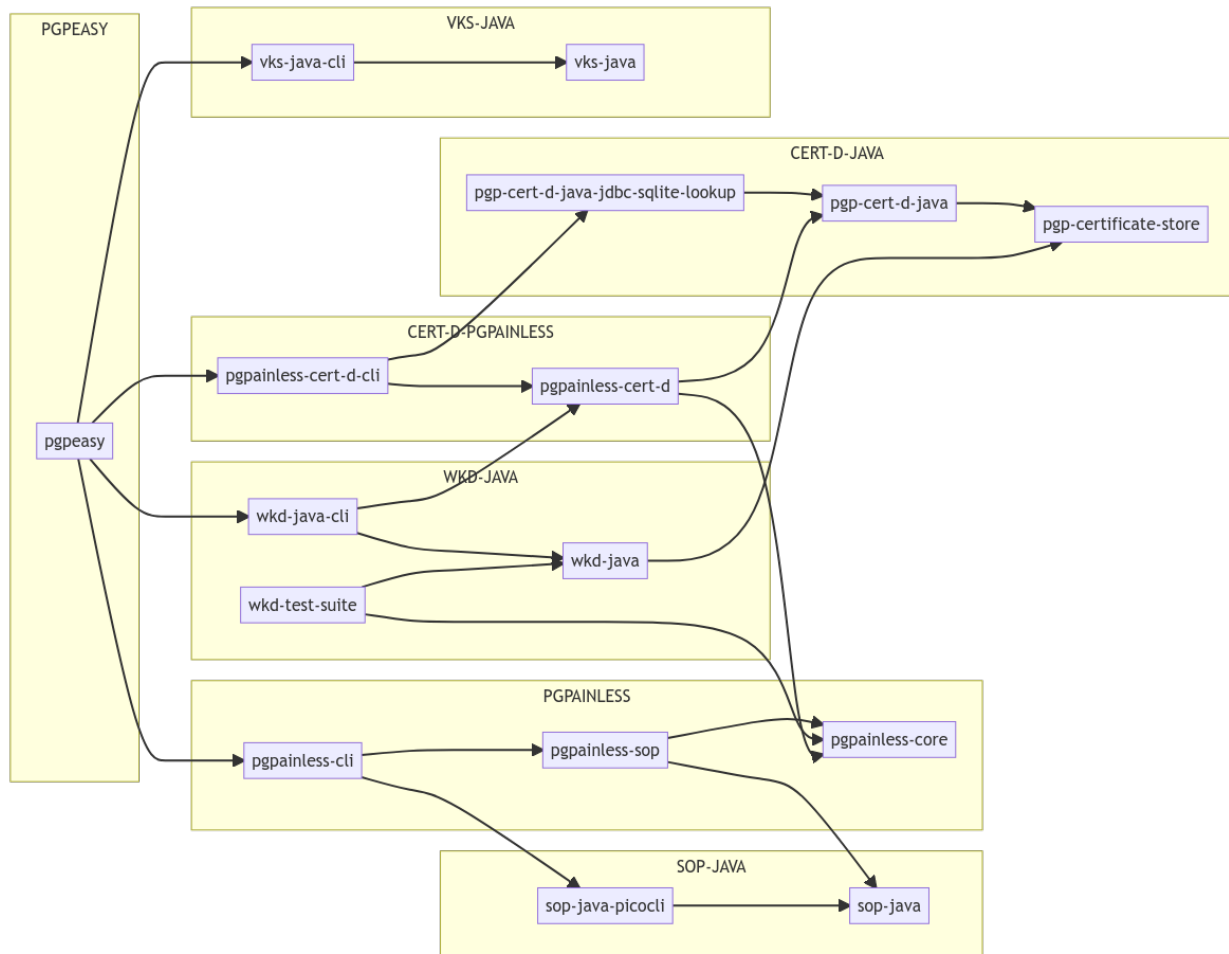 PGPEASY
pgpeasy
VKS-JAVA
vks-java-cli
vks-java
CERT-D-JAVA
pgp-cert-d-java-jdbc-sqlite-lookup
pgp-cert-d-java
pgp-certificate-store
CERT-D-PGPAINLESS
pgpainless-cert-d-cli
pgpainless-cert-d
WKD-JAVA
wkd-java-cli
wkd-java
wkd-test-suite
PGPAINLESS
pgpainless-cli
pgpainless-sop
pgpainless-core
SOP-JAVA
sop-java-picocli
sop-java